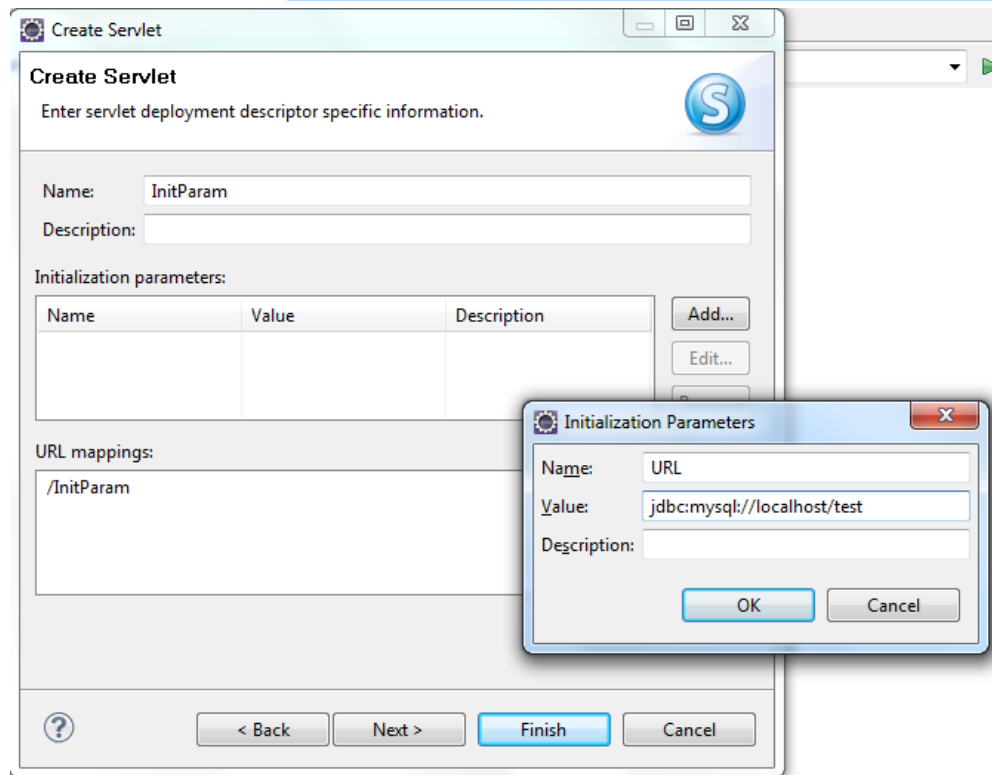 Create Servlet
Create Servlet
Enter servlet deployment descriptor specific information.
Name: InitParam
Description:
Initialization parameters:
Name Value Description
Add...
Edit...
URL mappings:
/InitParam
Initialization Parameters
Name: URL
Value: jdbc:mysql://localhost/test
Description:
OK Cancel
< Back Next > Finish Cancel